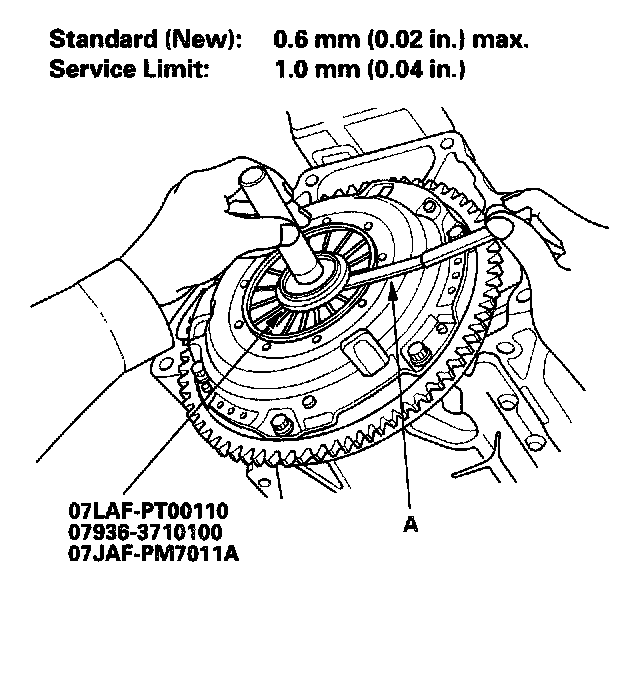 Standard (New): 0.6 mm (0.02 in.) max.
Service Limit: 1.0 mm (0.04 in.)
07LAF-PT00110
07936-3710100
07JAF-PM7011A
A